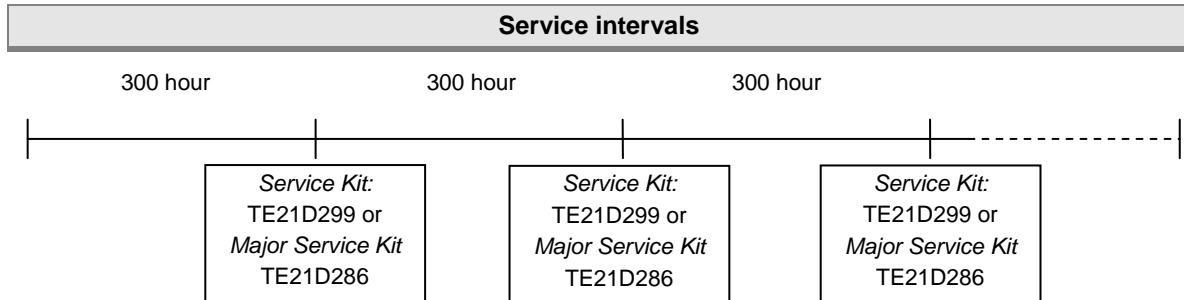 Service intervals
300 hour
300 hour
300 hour
Service Kit:
TE21D299 or
Major Service Kit
TE21D286
Service Kit:
TE21D299 or
Major Service Kit
TE21D286
Service Kit:
TE21D299 or
Major Service Kit
TE21D286